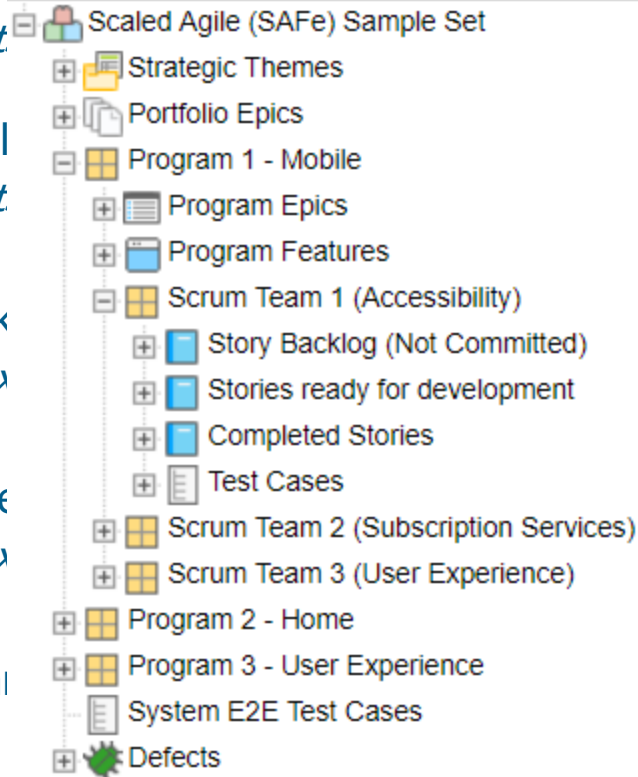 Scaled Agile (SAFe) Sample Set
Strategic Themes
Portfolio Epics
Program 1 - Mobile
Program Epics
Program Features
Scrum Team 1 (Accessibility)
Story Backlog (Not Committed)
Stories ready for development
Completed Stories
Test Cases
Scrum Team 2 (Subscription Services)
Scrum Team 3 (User Experience)
Program 2 - Home
Program 3 - User Experience
System E2E Test Cases
Defects